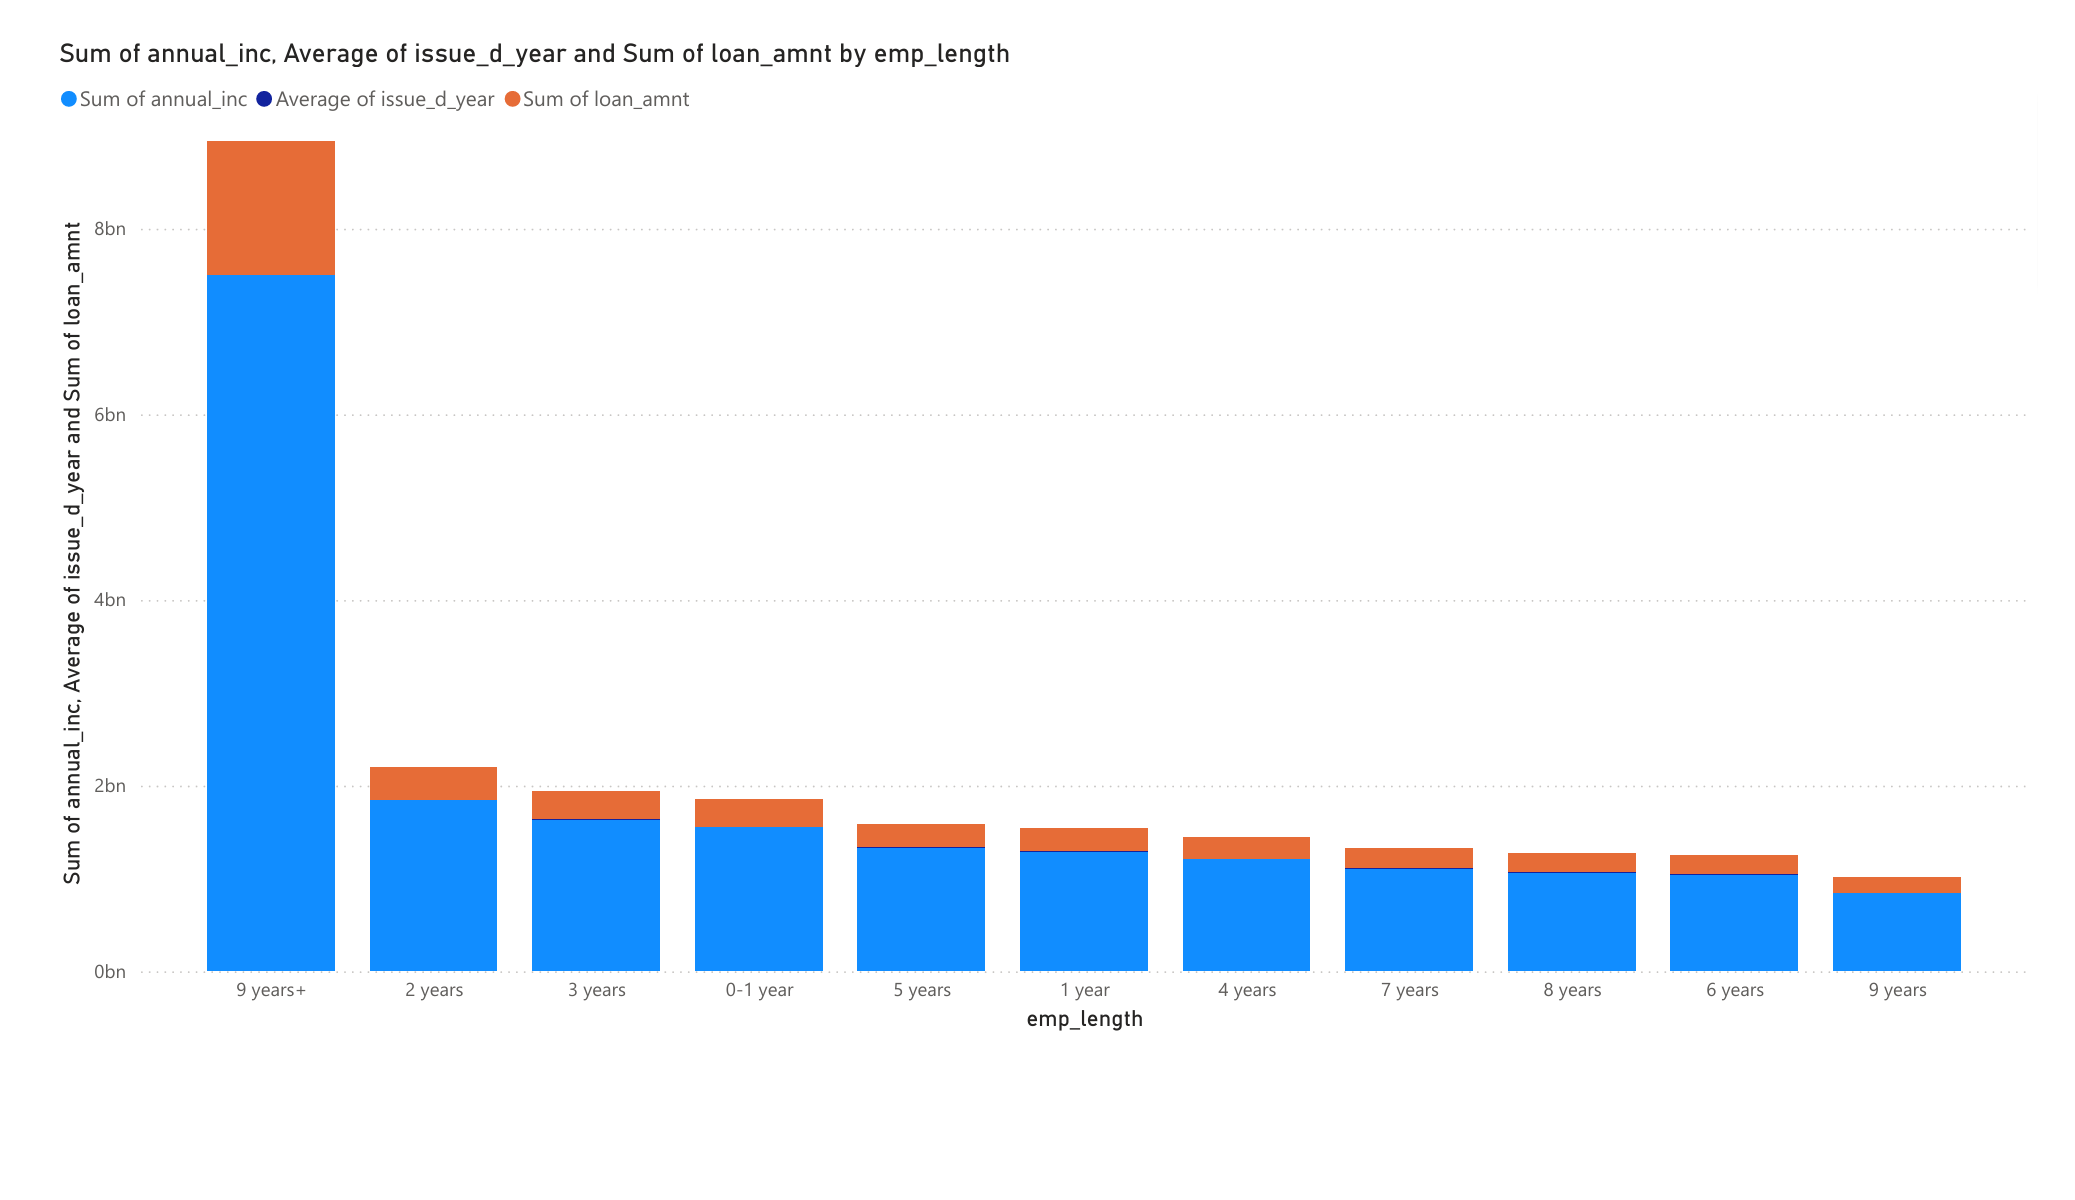 Sum of annual_inc, Average of issue_d_year and Sum of loan_amnt by emp_length
Sum of annual_inc Average of issue_d_year Sum of loan_amnt
Sum of annual_inc, Average of issue_d_year and Sum of loan_amnt
8bn
6bn
4bn
2bn
0bn
9 years+ 2 years 3 years 0-1 year 5 years 1 year 4 years 7 years 8 years 6 years 9 years
emp_length